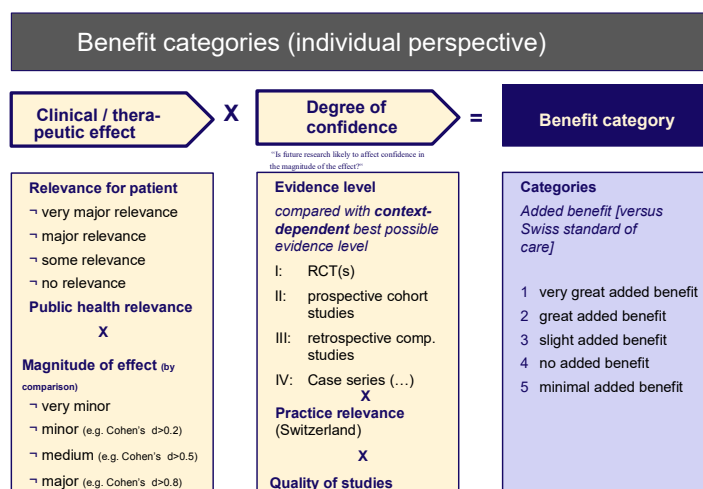 Benefit categories (individual perspective)
Clinical / thera-
peutic effect
X
Degree of
confidence
=
Benefit category
"Is future research likely to affect confidence in
the magnitude of the effect?"
Relevance for patient
¬ very major relevance
¬ major relevance
¬ some relevance
¬ no relevance
Public health relevance
X
Magnitude of effect (by
comparison)
¬ very minor
¬ minor (e.g. Cohen's d>0.2)
¬ medium (e.g. Cohen's d>0.5)
¬ major (e.g. Cohen's d>0.8)
Evidence level
compared with context-
dependent best possible
evidence level
I: RCT(s)
II: prospective cohort
studies
III: retrospective comp.
studies
IV: Case series (…)
X
Practice relevance
(Switzerland)
X
Quality of studies
Categories
Added benefit [versus
Swiss standard of
care]
1 very great added benefit
2 great added benefit
3 slight added benefit
4 no added benefit
5 minimal added benefit